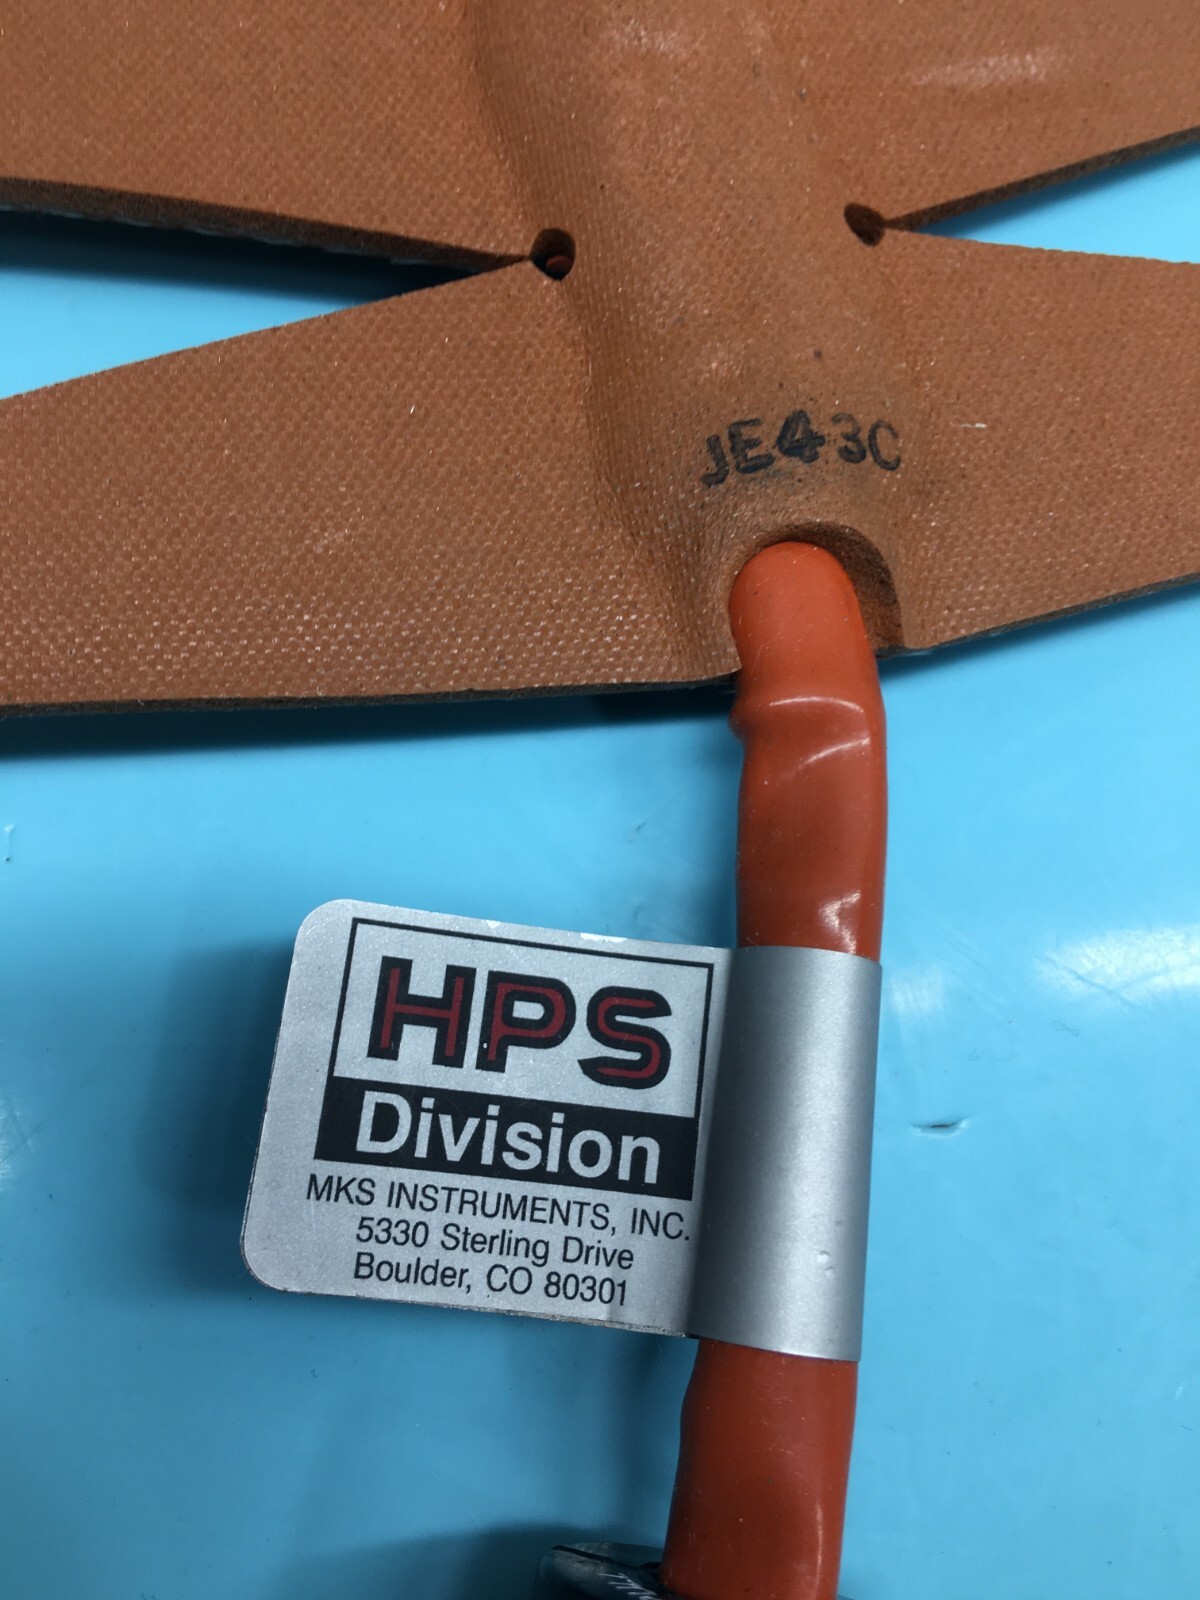 JE43C
HPS
Division
MKS INSTRUMENTS, INC.
5330 Sterling Drive
Boulder, CO 80301